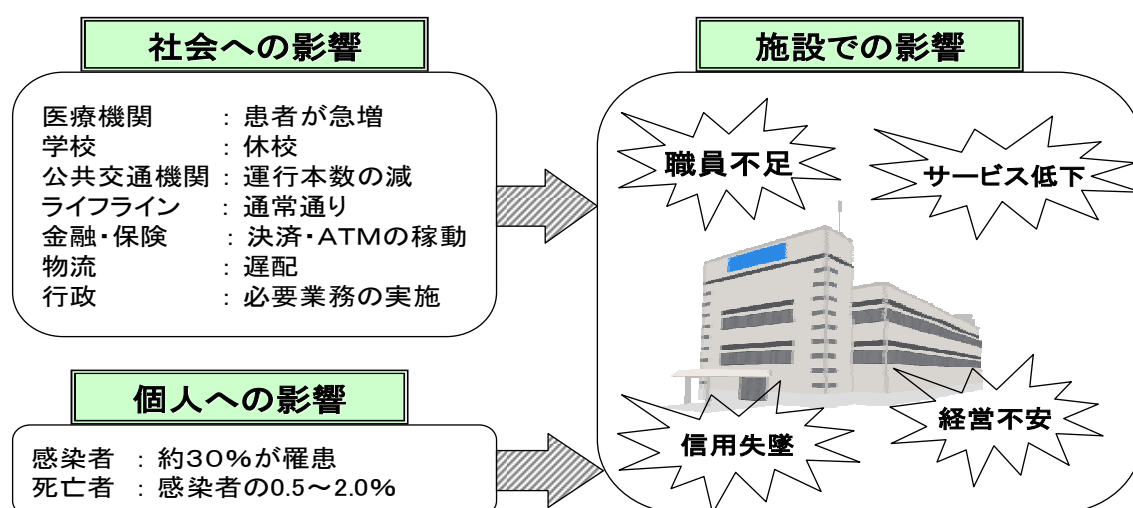 社会への影響
医療機関 : 患者が急増
学校 : 休校
公共交通機関 : 運行本数の減
ライフライン : 通常通り
金融・保険 : 決済・ATMの稼動
物流 : 遅配
行政 : 必要業務の実施
個人への影響
感染者 : 約30%が罹患
死亡者 : 感染者の0.5～2.0%
施設での影響
職員不足
サービス低下
信用失墜
経営不安